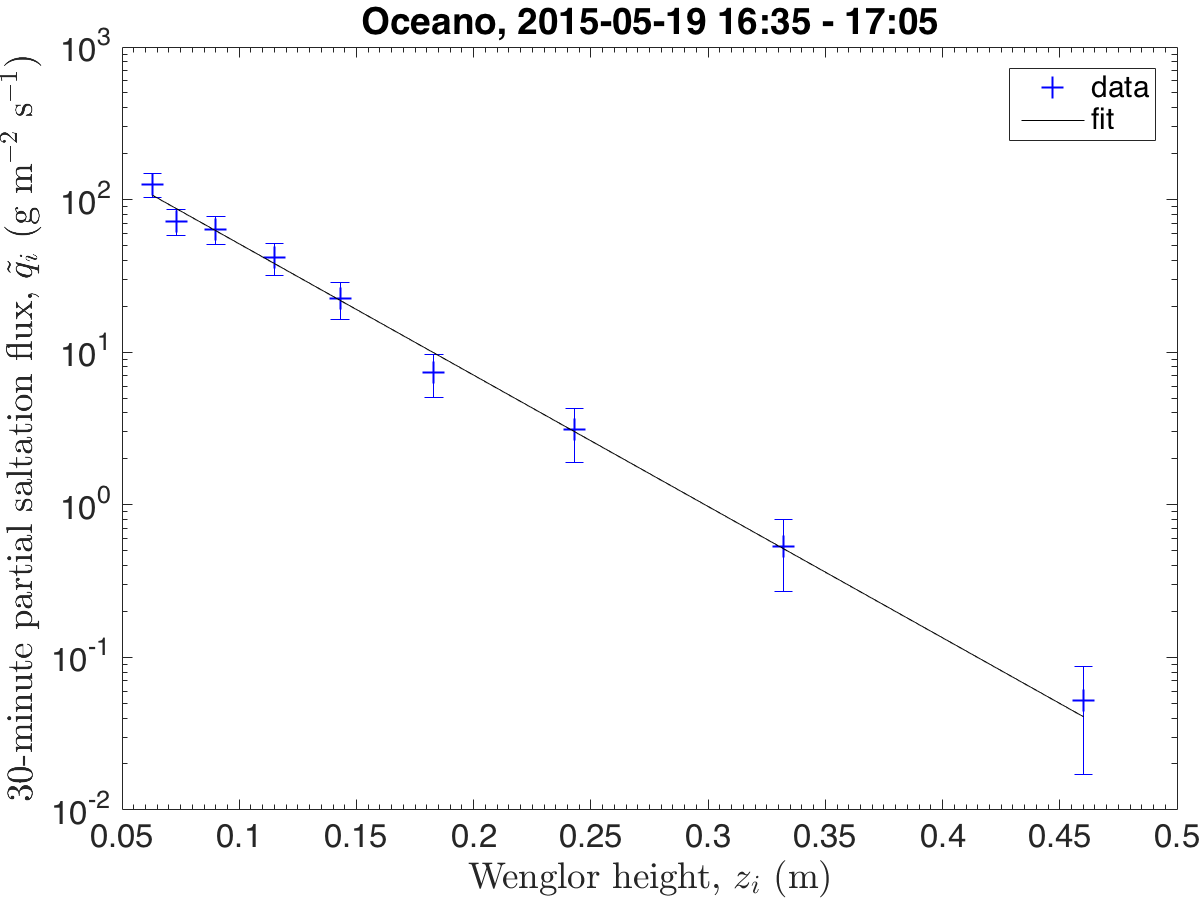 Oceano, 2015-05-19 16:35 - 17:05
30-minute partial saltation flux, q̃ᵢ (g m⁻² s⁻¹)
10³
10²
10¹
10⁰
10⁻¹
10⁻²
data
fit
0.05 0.1 0.15 0.2 0.25 0.3 0.35 0.4 0.45 0.5
Wenglor height, zᵢ (m)